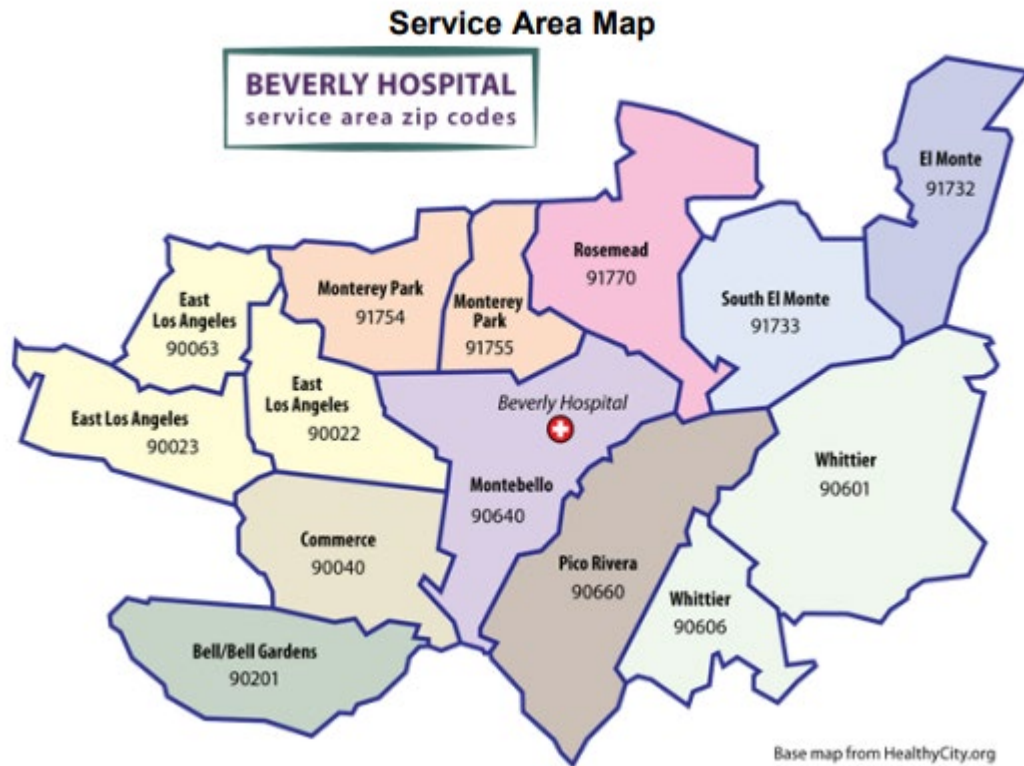 Service Area Map
BEVERLY HOSPITAL
service area zip codes
El Monte
91732
Rosemead
91770
Monterey Park
91754
East
Los Angeles
90063
Monterey
Park
91755
South El Monte
91733
East
Los Angeles
90022
East Los Angeles
90023
Beverly Hospital
Montebello
90640
Whittier
90601
Commerce
90040
Pico Rivera
90660
Whittier
90606
Bell/Bell Gardens
90201
Base map from HealthyCity.org